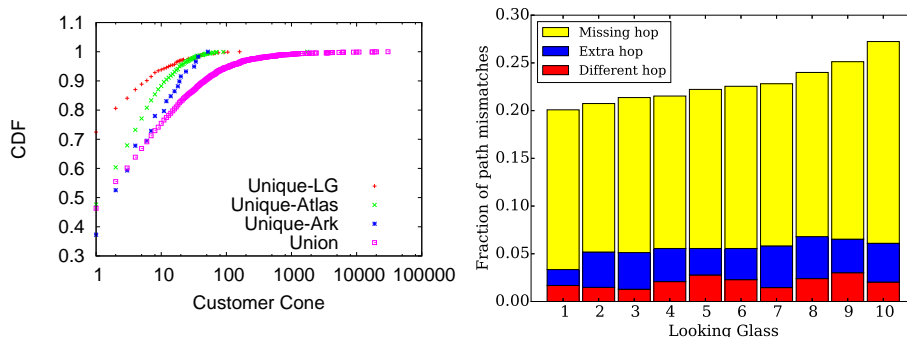 CDF
1
0.9
0.8
0.7
0.6
0.5
0.4
0.3
1 10 100 1000 10000 100000
Customer Cone
Unique-LG
Unique-Atlas
Unique-Ark
Union
Fraction of path mismatches
0.30
0.25
0.20
0.15
0.10
0.05
0.00
Missing hop
Extra hop
Different hop
1 2 3 4 5 6 7 8 9 10
Looking Glass